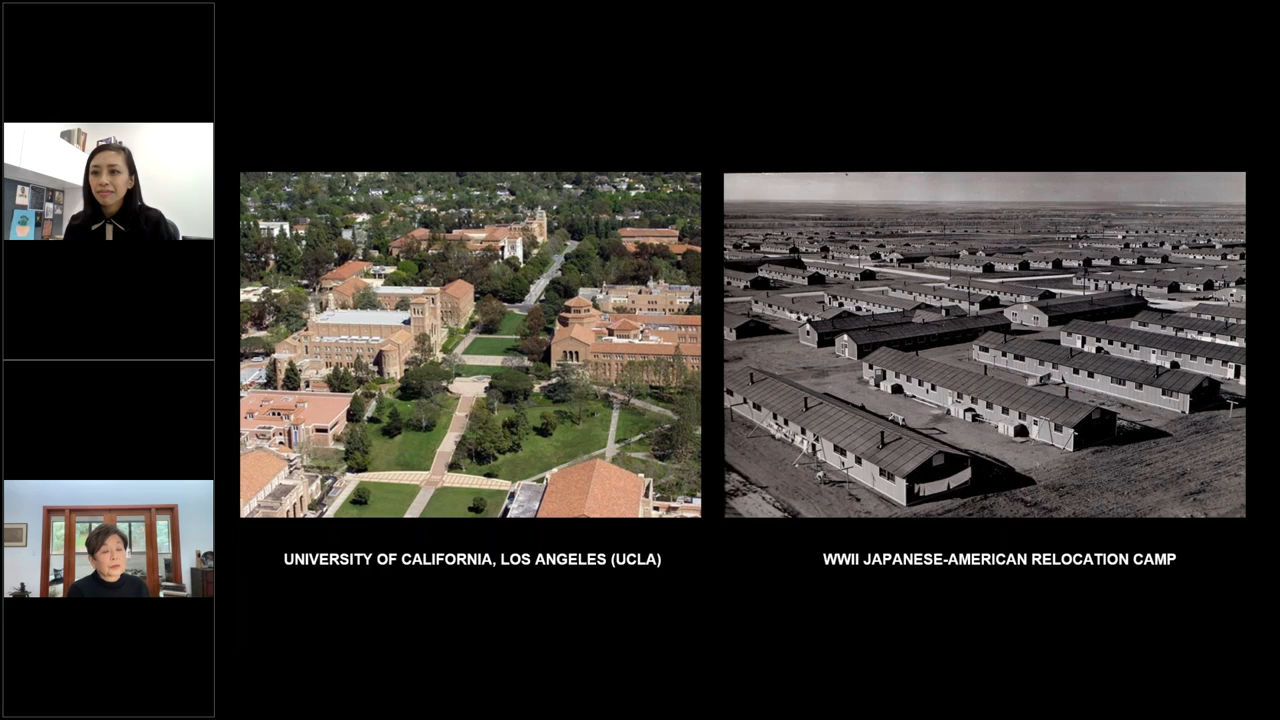 UNIVERSITY OF CALIFORNIA, LOS ANGELES (UCLA)
WWII JAPANESE-AMERICAN RELOCATION CAMP